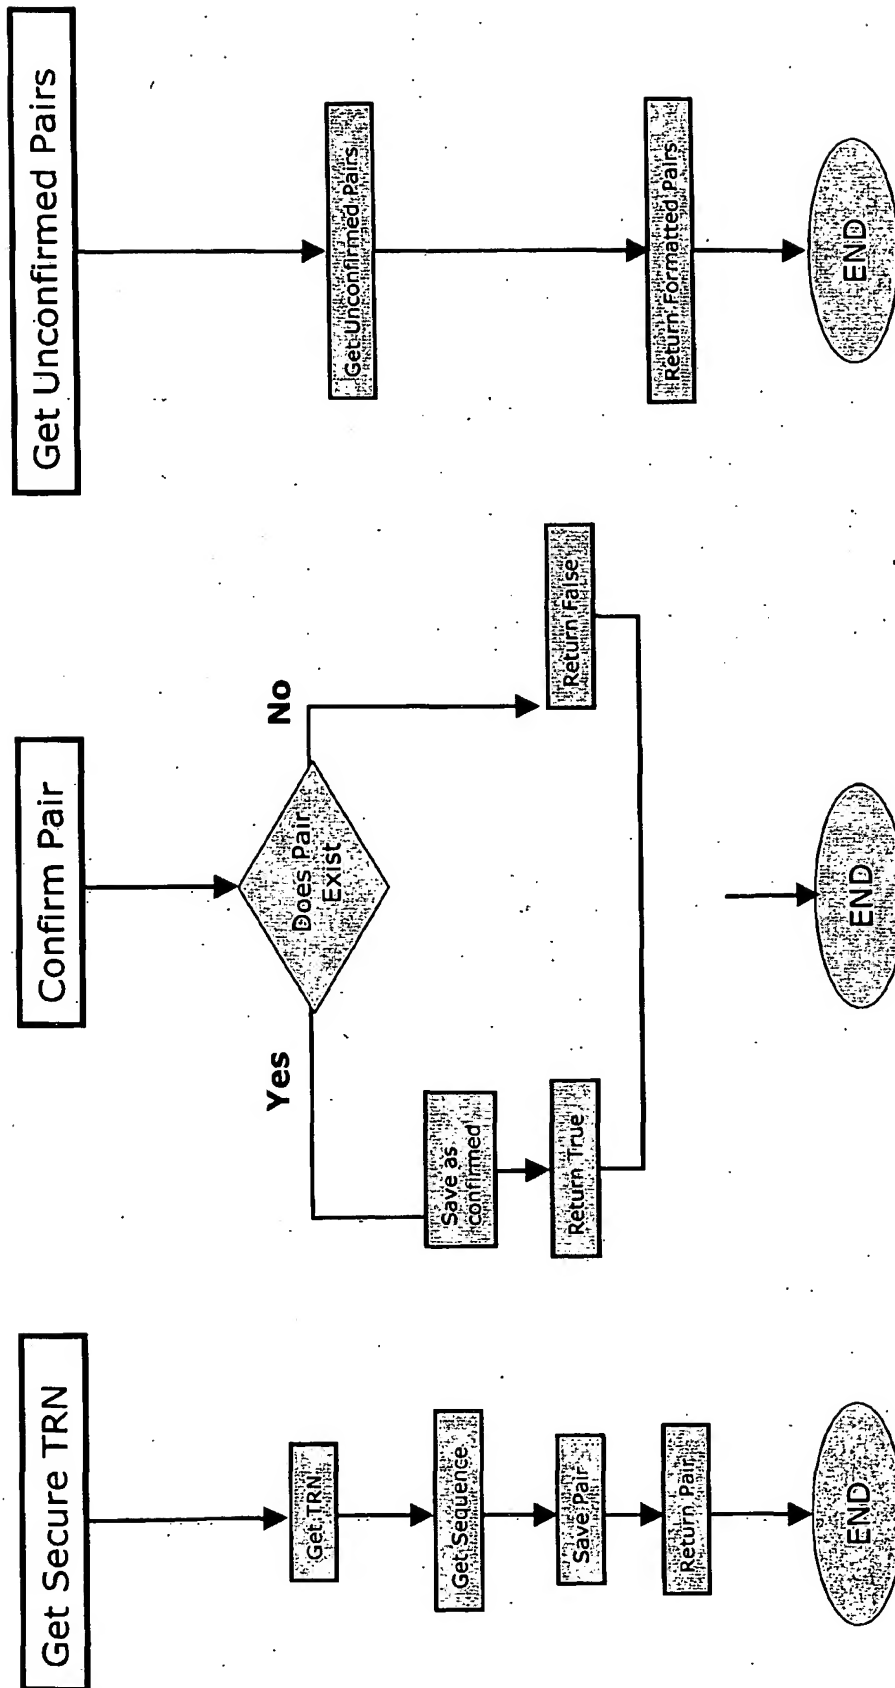 Get Secure TRN
Get TRN
Get Sequence
Save Pair
Return Pair
END
Confirm Pair
Does Pair
Exist
Yes
No
Save as
confirmed
Return True
Return False
END
Get Unconfirmed Pairs
Get Unconfirmed Pairs
Return Formatted Pairs
END